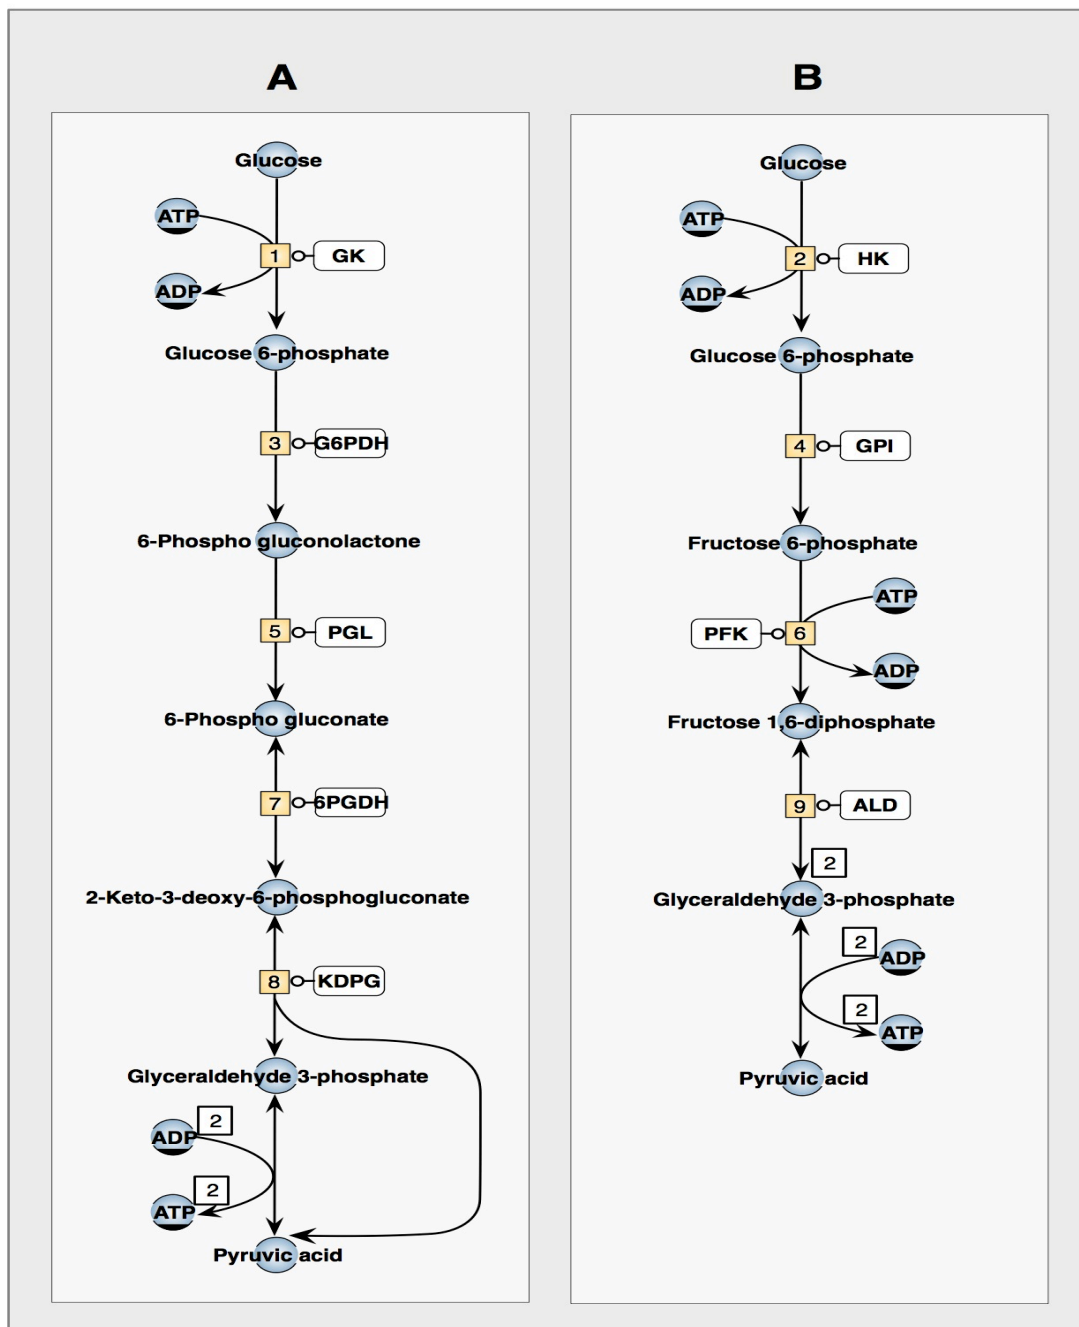 A
Glucose
ATP
1
GK
ADP
Glucose 6-phosphate
3
G6PDH
6-Phospho gluconolactone
5
PGL
6-Phospho gluconate
7
6PGDH
2-Keto-3-deoxy-6-phosphogluconate
8
KDPG
Glyceraldehyde 3-phosphate
2
ADP
2
ATP
Pyruvic acid
B
Glucose
ATP
2
HK
ADP
Glucose 6-phosphate
4
GPI
Fructose 6-phosphate
ATP
PFK
6
ADP
Fructose 1,6-diphosphate
9
ALD
2
Glyceraldehyde 3-phosphate
2
ADP
2
ATP
Pyruvic acid